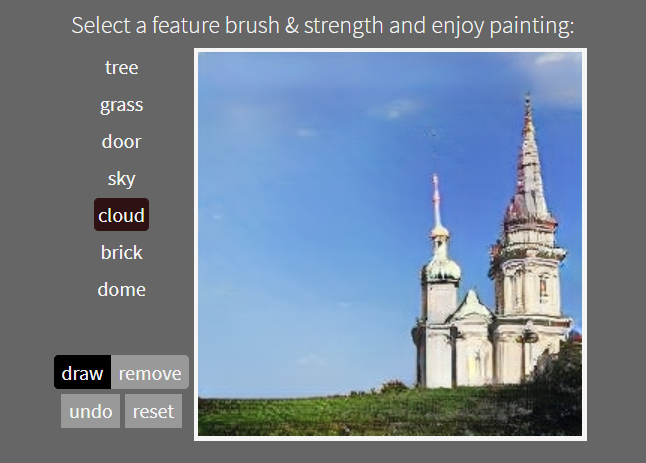 Select a feature brush & strength and enjoy painting:
tree
grass
door
sky
cloud
brick
dome
draw remove
undo reset